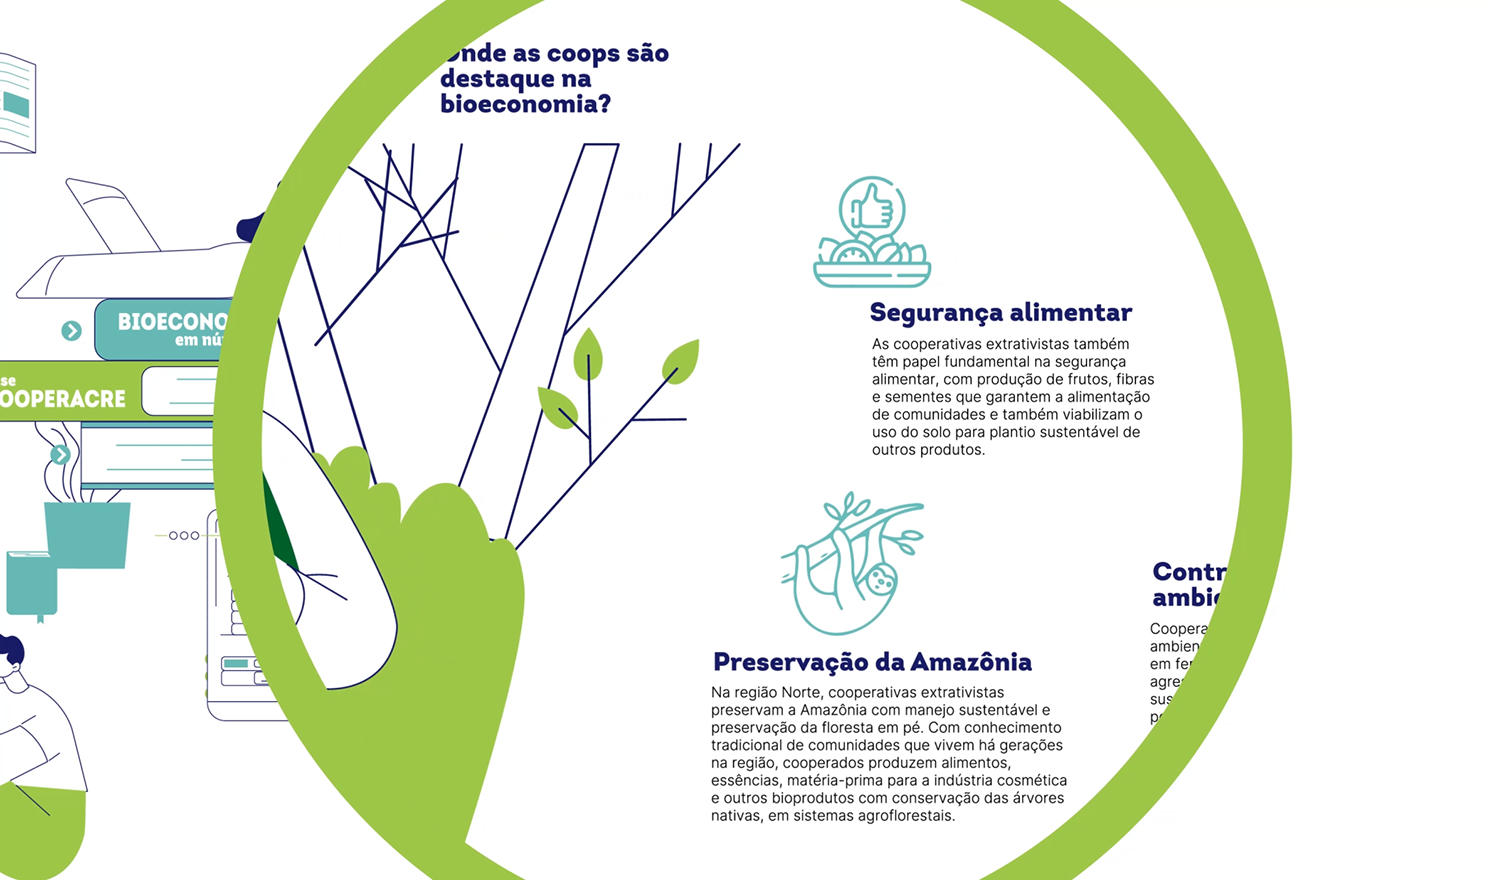 Onde as coops são
destaque na
bioeconomia?
Segurança alimentar
As cooperativas extrativistas também
têm papel fundamental na segurança
alimentar, com produção de frutos, fibras
e sementes que garantem a alimentação
de comunidades e também viabilizam o
uso do solo para plantio sustentável de
outros produtos.
BIOECONO
em nú
se
OOPERACRE
Preservação da Amazônia
Na região Norte, cooperativas extrativistas
preservam a Amazônia com manejo sustentável e
preservação da floresta em pé. Com conhecimento
tradicional de comunidades que vivem há gerações
na região, cooperados produzem alimentos,
essências, matéria-prima para a indústria cosmética
e outros bioprodutos com conservação das árvores
nativas, em sistemas agroflorestais.
Contr
ambie
Coopera
ambien
em fer
agres
sus
po